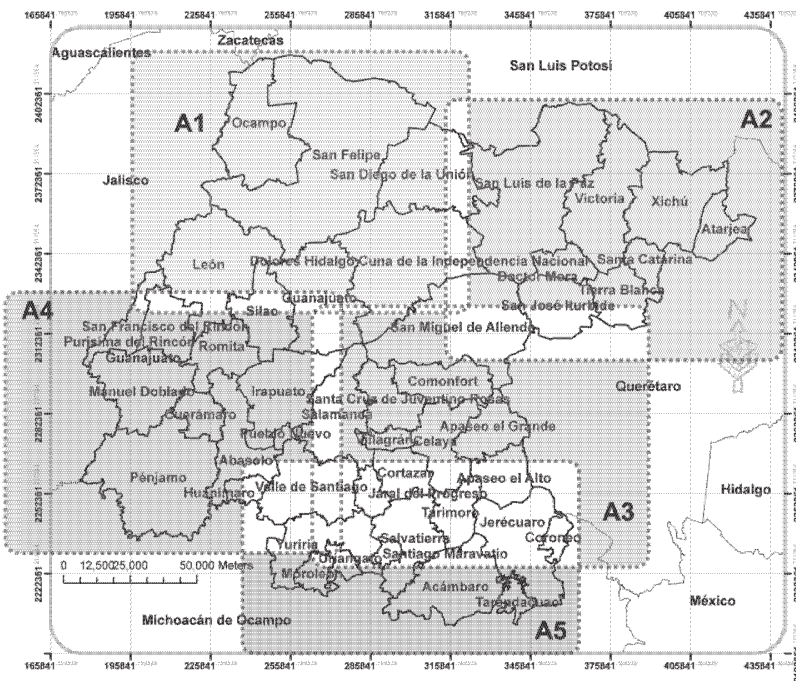 165841 195841 225841 255841 285841 315841 345841 375841 405841 435841
Zacatecas
Aguascalientes
San Luis Potosí
2402361
A1
A2
Ocampo
San Felipe
2372361
San Diego de la Unión
Jalisco
San Luis de la Paz
Victoria
Xichú
Atarjea
2342361
León
Dolores Hidalgo Cuna de la Independencia Nacional
Santa Catarina
Doctor Mora
Tierra Blanca
A4
Guanajuato
Silao
San José Iturbide
2312361
San Francisco del Rincón
San Miguel de Allende
Purísima del Rincón
Romita
Guanajuato
N
Comonfort
Querétaro
Manuel Doblado
Irapuato
Santa Cruz de Juventino Rosas
2282361
Cuerámaro
Salamanca
Apaseo el Grande
Pueblo Nuevo
Villagrán
Celaya
Abasolo
Pénjamo
Cortazar
Apaseo el Alto
Huanímaro
Valle de Santiago
Jaral del Progreso
Hidalgo
2252361
Tarimoro
A3
Jerécuaro
Salvatierra
Coroneo
Yuriria
Santiago Maravatío
Uriangato
0 12,500 25,000 50,000 Meters
Moroleón
Acámbaro
2222361
Tarandacuao
México
Michoacán de Ocampo
A5
165841 195841 225841 255841 285841 315841 345841 375841 405841 435841